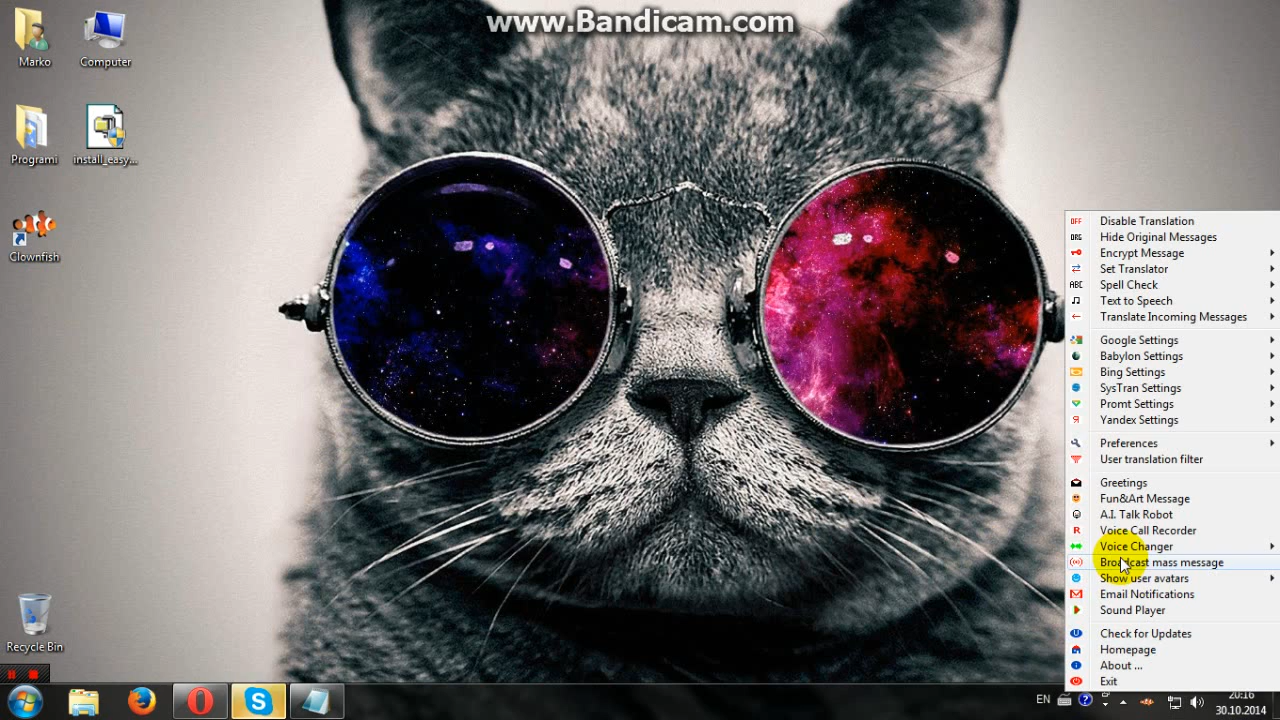 www.Bandicam.com
Marko
Computer
Programi
install_easy...
Clownfish
Recycle Bin
OFF Disable Translation
ORG Hide Original Messages
Encrypt Message
Set Translator
ABC Spell Check
Text to Speech
Translate Incoming Messages
Google Settings
Babylon Settings
Bing Settings
SysTran Settings
Promt Settings
Я Yandex Settings
Preferences
User translation filter
Greetings
Fun&Art Message
A.I. Talk Robot
R Voice Call Recorder
Voice Changer
Broadcast mass message
Show user avatars
Email Notifications
Sound Player
Check for Updates
Homepage
About ...
Exit
EN
20:16
30.10.2014